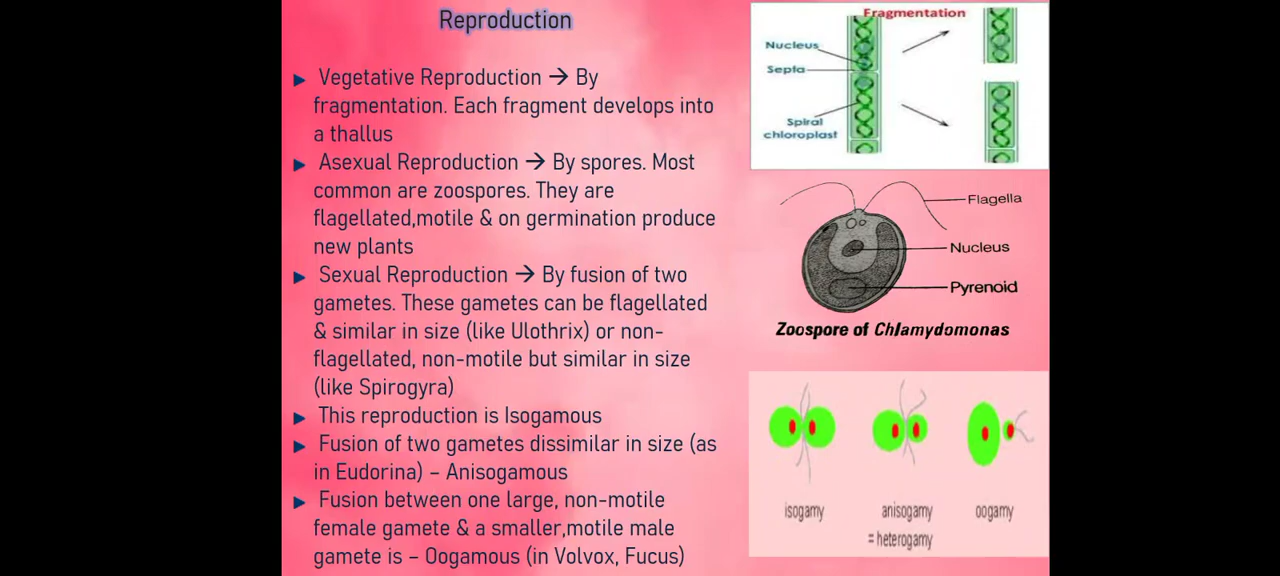 Reproduction
► Vegetative Reproduction → By
fragmentation. Each fragment develops into
a thallus
► Asexual Reproduction → By spores. Most
common are zoospores. They are
flagellated,motile & on germination produce
new plants
► Sexual Reproduction → By fusion of two
gametes. These gametes can be flagellated
& similar in size (like Ulothrix) or non-
flagellated, non-motile but similar in size
(like Spirogyra)
► This reproduction is Isogamous
► Fusion of two gametes dissimilar in size (as
in Eudorina) – Anisogamous
► Fusion between one large, non-motile
female gamete & a smaller,motile male
gamete is – Oogamous (in Volvox, Fucus)
Fragmentation
Nucleus
Septa
Spiral
chloroplast
Flagella
Nucleus
Pyrenoid
Zoospore of Chlamydomonas
isogamy
anisogamy
= heterogamy
oogamy